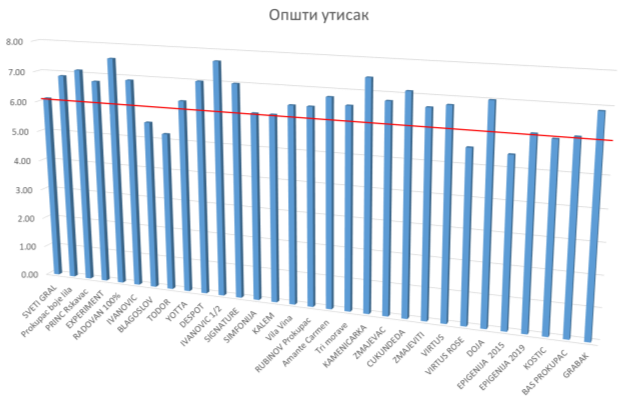 Општи утисак
8.00
7.00
6.00
5.00
4.00
3.00
2.00
1.00
0.00
SVETI GRAL
Prokupac boje lila
PRINC Rskavac
EXPERIMENT
RADOVAN 100%
IVANOVIC
BLAGOSLOV
TODOR
YOTTA
DESPOT
IVANOVIC 1/2
SIGNATURE
SIMFONIJA
KALEM
Vila Vina
RUBINOV Prokupac
Amante Carmen
Tri morave
KAMENICARKA
ZMAJEVAC
CUKUNDEDA
ZMAJEVITI
VIRTUS
VIRTUS ROSE
DOJA
EPIGENIJA 2015
EPIGENIJA 2019
KOSTIC
BAS PROKUPAC
GRABAK